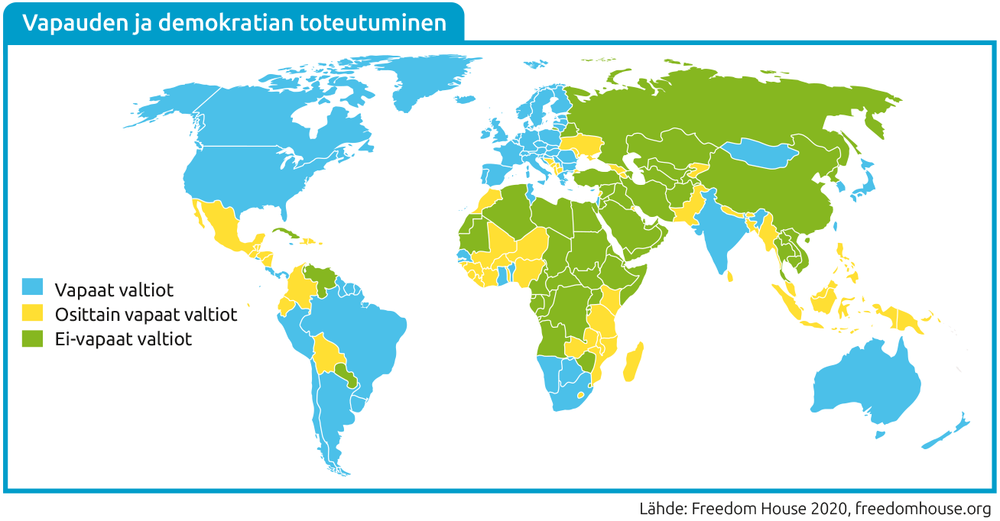 Vapauden ja demokratian toteutuminen
Vapaat valtiot
Osittain vapaat valtiot
Ei-vapaat valtiot
Lähde: Freedom House 2020, freedomhouse.org